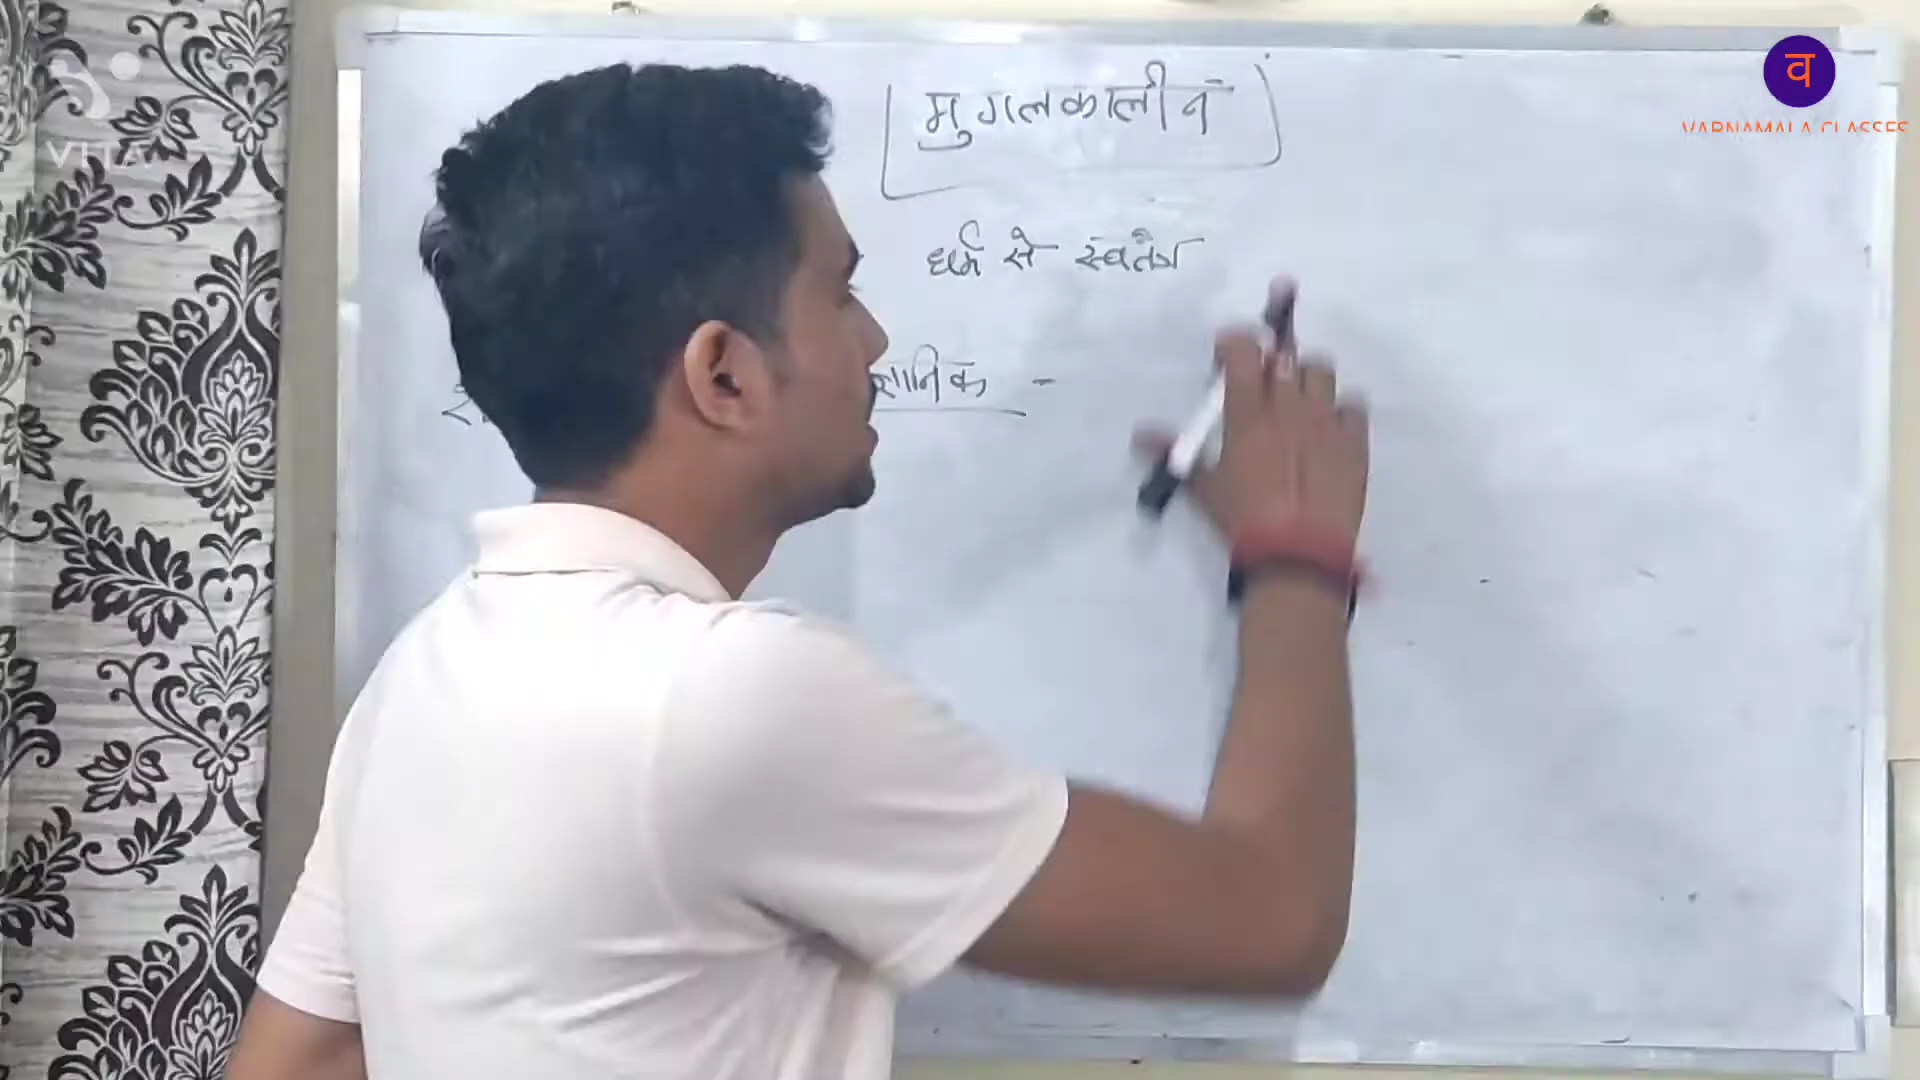 व
VARNAMALA CLASSES
मुगलकालीन
धर्म से स्वतंत्र